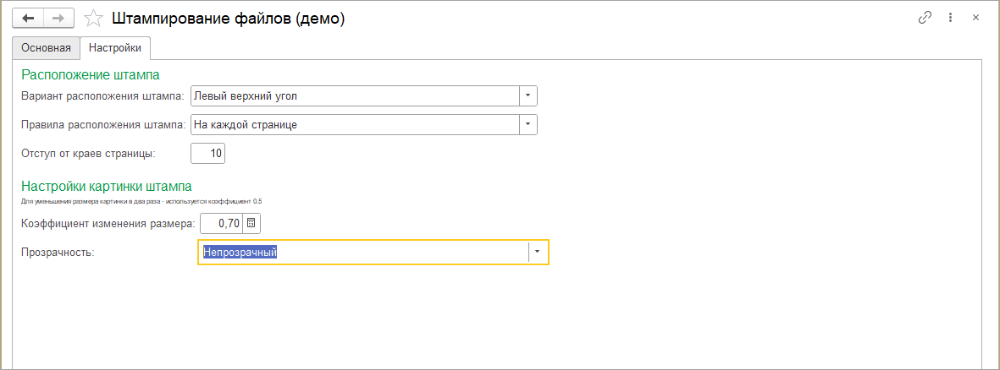 Штампирование файлов (демо)
Основная Настройки
Расположение штампа
Вариант расположения штампа: Левый верхний угол
Правила расположения штампа: На каждой странице
Отступ от краев страницы: 10
Настройки картинки штампа
Для уменьшения размера картинки в два раза - используется коэффициент 0.5
Коэффициент изменения размера: 0,70
Прозрачность: Непрозрачный